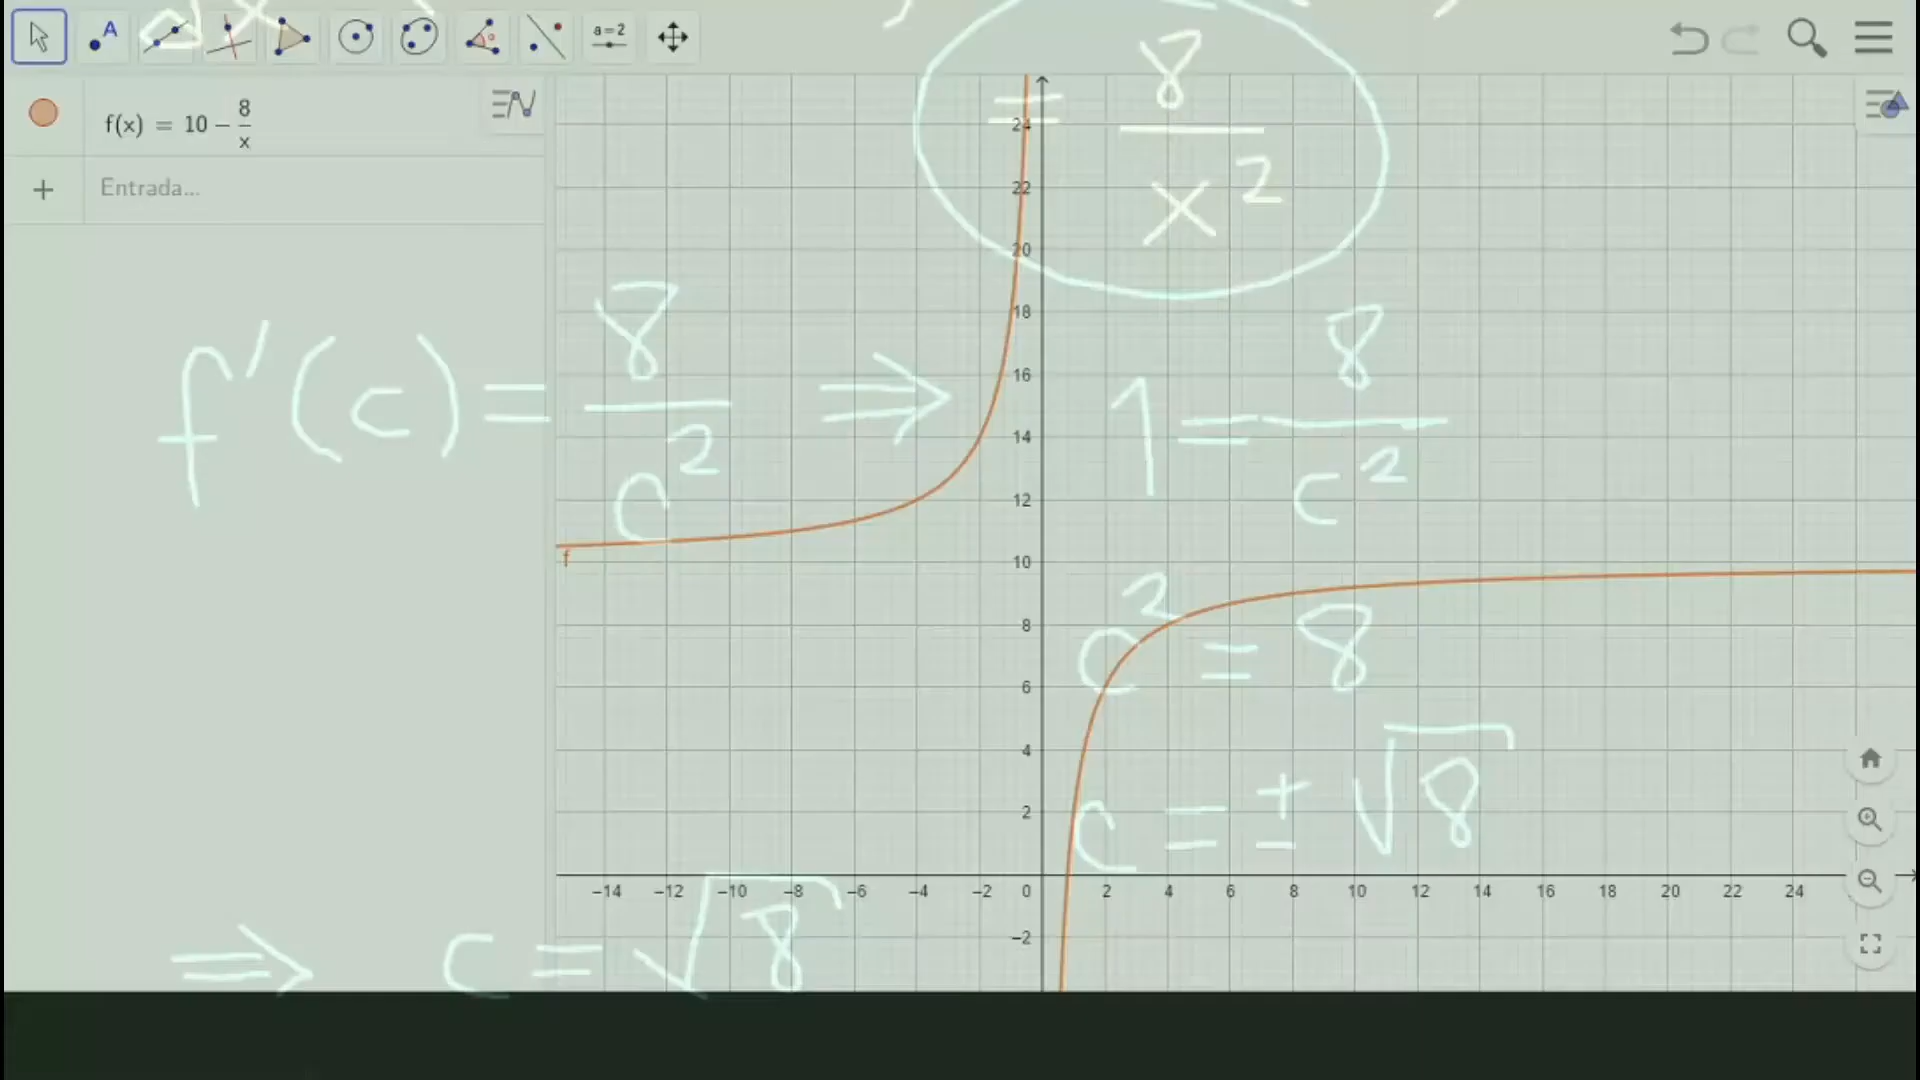 A
a=2
f(x) = 10 − 8/x
+ Entrada...
= 8/x²
f'(c) = 8/c² ⇒ 1 = 8/c²
c² = 8
c = ± √8
⇒ c = √8
f
24
22
20
18
16
14
12
10
8
6
4
2
−14 −12 −10 −8 −6 −4 −2 0 2 4 6 8 10 12 14 16 18 20 22 24
−2